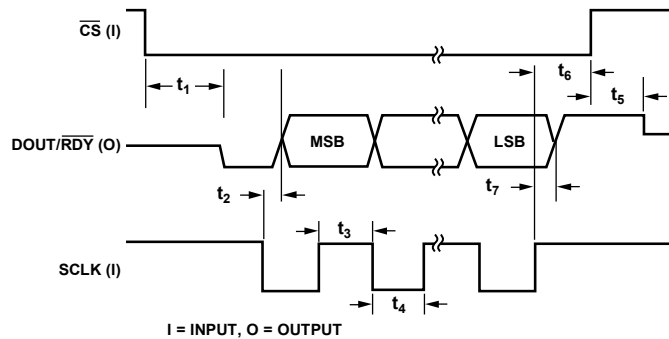 CS (I)
t6
t1
t5
DOUT/RDY (O)
MSB
LSB
t2
t7
t3
SCLK (I)
t4
I = INPUT, O = OUTPUT